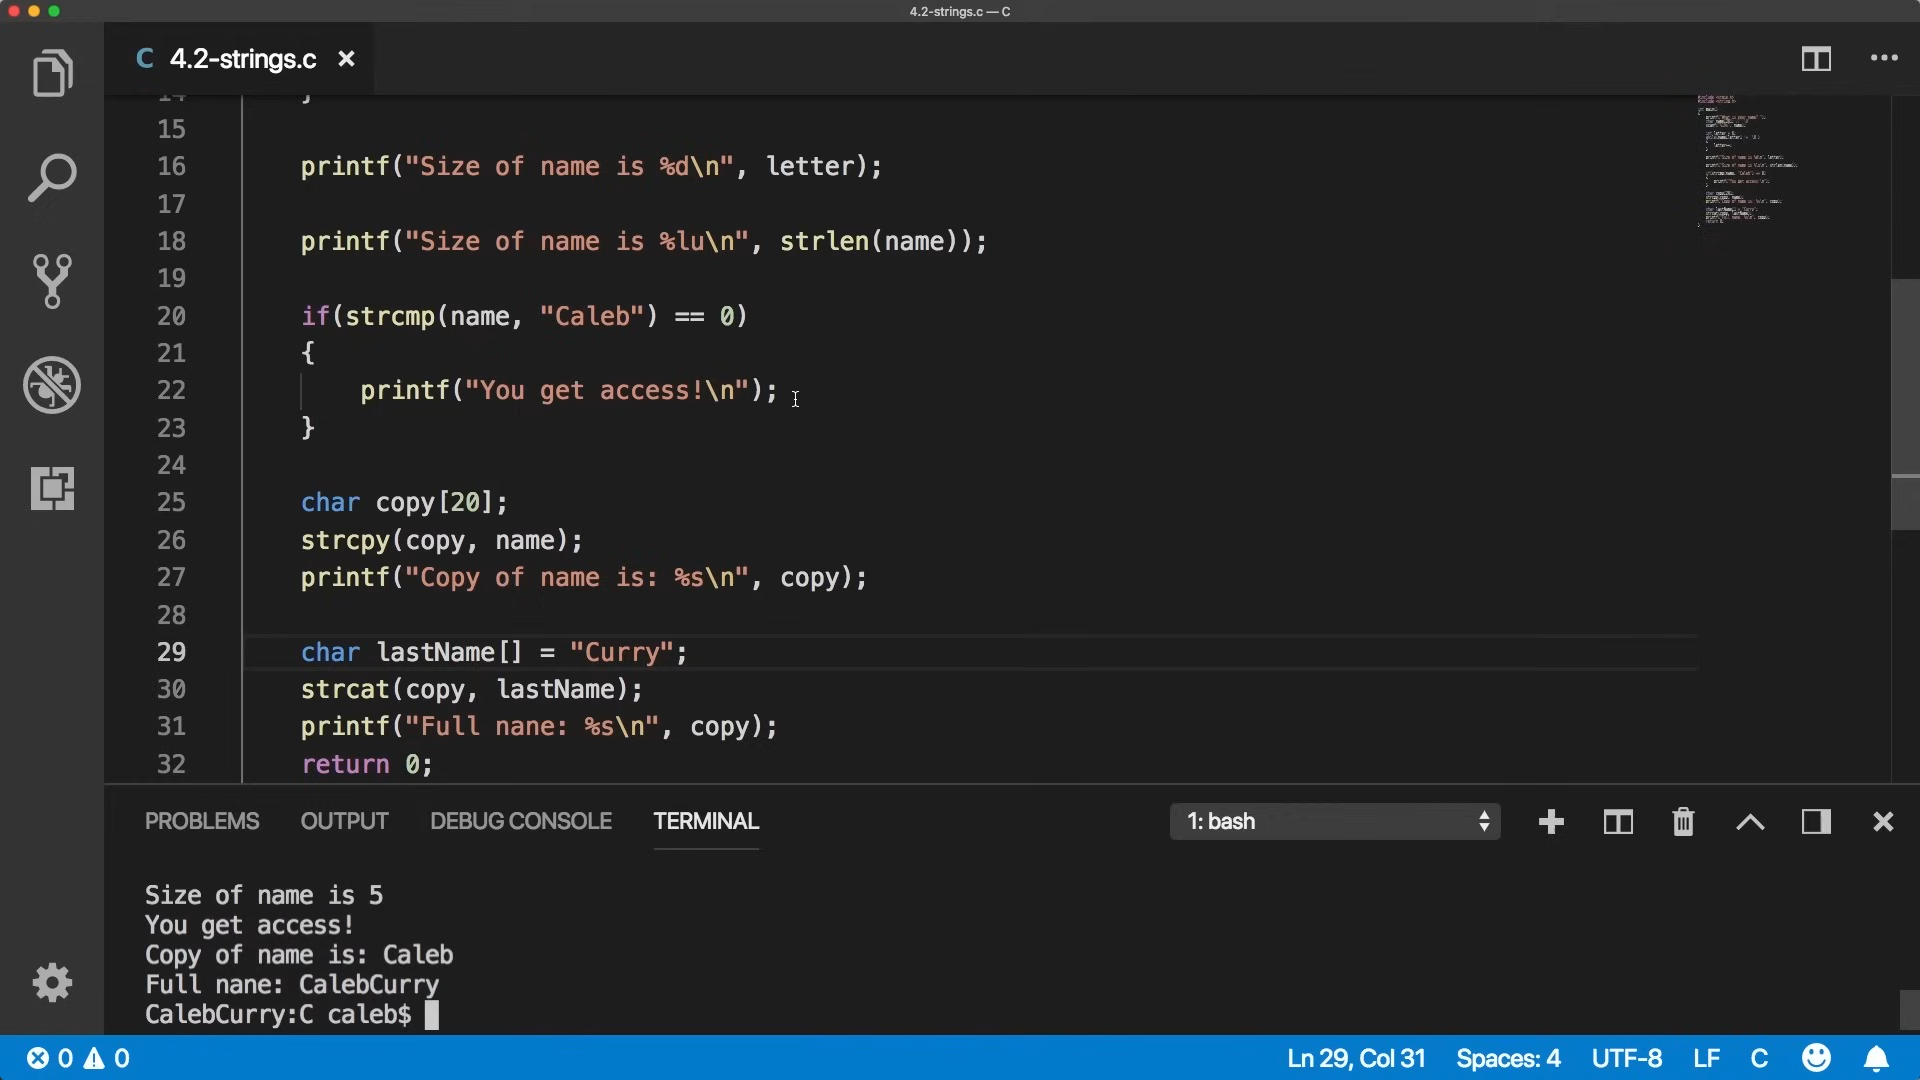 4.2-strings.c — C
C 4.2-strings.c
14 }
15
16 printf("Size of name is %d\n", letter);
17
18 printf("Size of name is %lu\n", strlen(name));
19
20 if(strcmp(name, "Caleb") == 0)
21 {
22 printf("You get access!\n");
23 }
24
25 char copy[20];
26 strcpy(copy, name);
27 printf("Copy of name is: %s\n", copy);
28
29 char lastName[] = "Curry";
30 strcat(copy, lastName);
31 printf("Full nane: %s\n", copy);
32 return 0;
PROBLEMS OUTPUT DEBUG CONSOLE TERMINAL 1: bash
Size of name is 5
You get access!
Copy of name is: Caleb
Full nane: CalebCurry
CalebCurry:C caleb$
0 0 Ln 29, Col 31 Spaces: 4 UTF-8 LF C